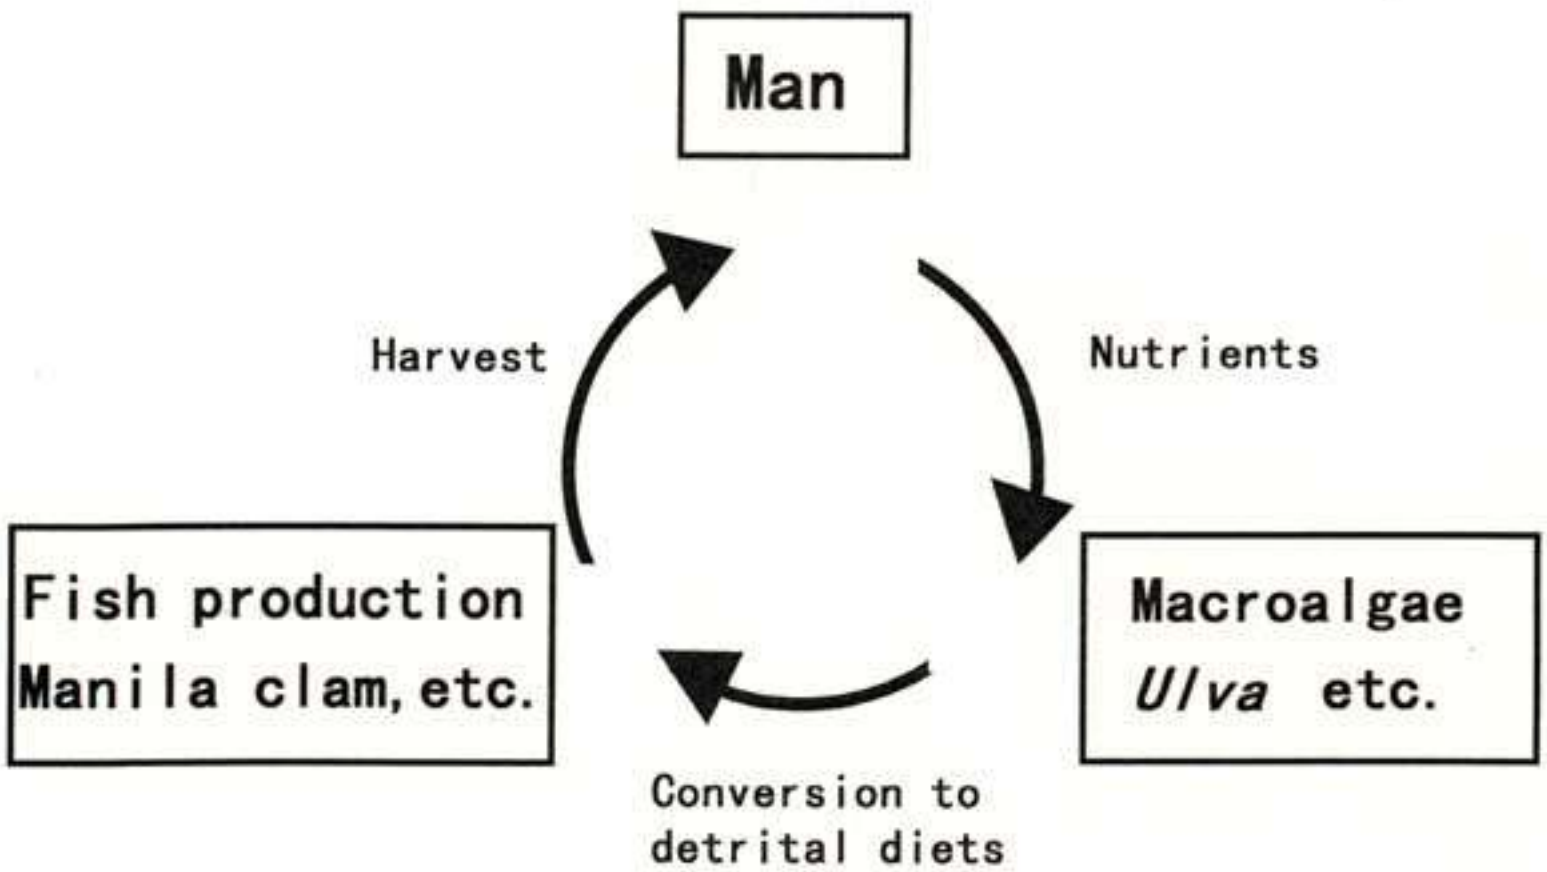 Man
Harvest
Nutrients
Fish production
Manila clam, etc.
Macroalgae
Ulva etc.
Conversion to
detrital diets